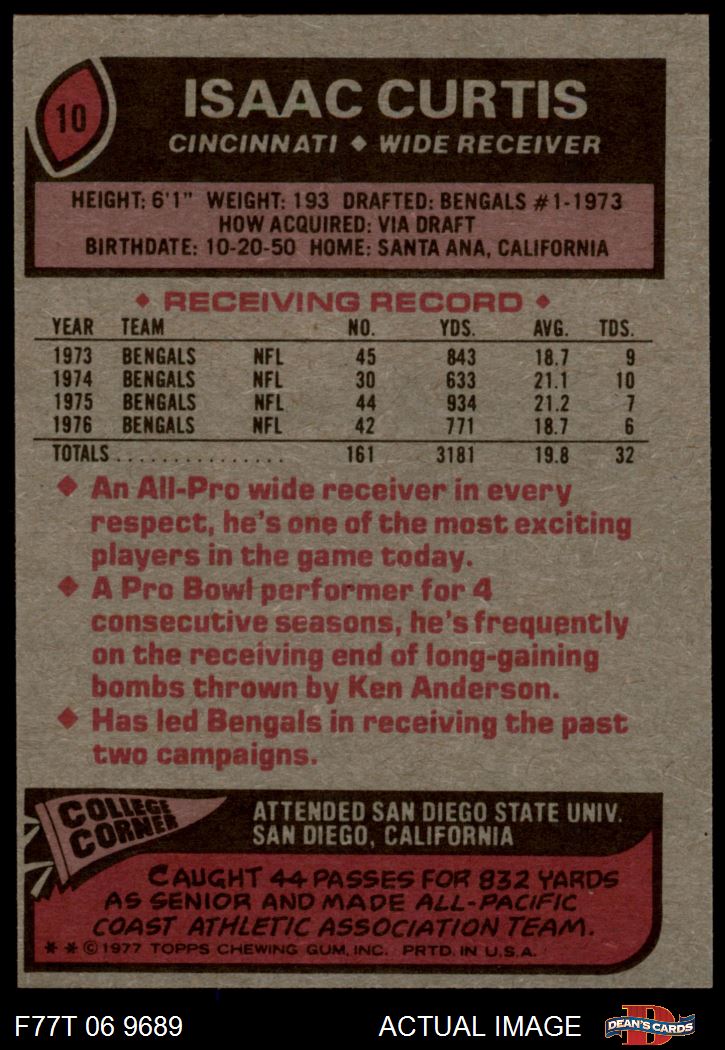 10
ISAAC CURTIS
CINCINNATI ◆ WIDE RECEIVER
HEIGHT: 6'1" WEIGHT: 193 DRAFTED: BENGALS #1-1973
HOW ACQUIRED: VIA DRAFT
BIRTHDATE: 10-20-50 HOME: SANTA ANA, CALIFORNIA
◆ RECEIVING RECORD ◆
YEAR TEAM NO. YDS. AVG. TDS.
1973 BENGALS NFL 45 843 18.7 9
1974 BENGALS NFL 30 633 21.1 10
1975 BENGALS NFL 44 934 21.2 7
1976 BENGALS NFL 42 771 18.7 6
TOTALS............... 161 3181 19.8 32
◆ An All-Pro wide receiver in every
respect, he's one of the most exciting
players in the game today.
◆ A Pro Bowl performer for 4
consecutive seasons, he's frequently
on the receiving end of long-gaining
bombs thrown by Ken Anderson.
◆ Has led Bengals in receiving the past
two campaigns.
COLLEGE
CORNER
ATTENDED SAN DIEGO STATE UNIV.
SAN DIEGO, CALIFORNIA
CAUGHT 44 PASSES FOR 832 YARDS
AS SENIOR AND MADE ALL-PACIFIC
COAST ATHLETIC ASSOCIATION TEAM.
* * © 1977 TOPPS CHEWING GUM, INC. PRTD. IN U.S.A.
F77T 06 9689 ACTUAL IMAGE
D
DEAN'S CARDS